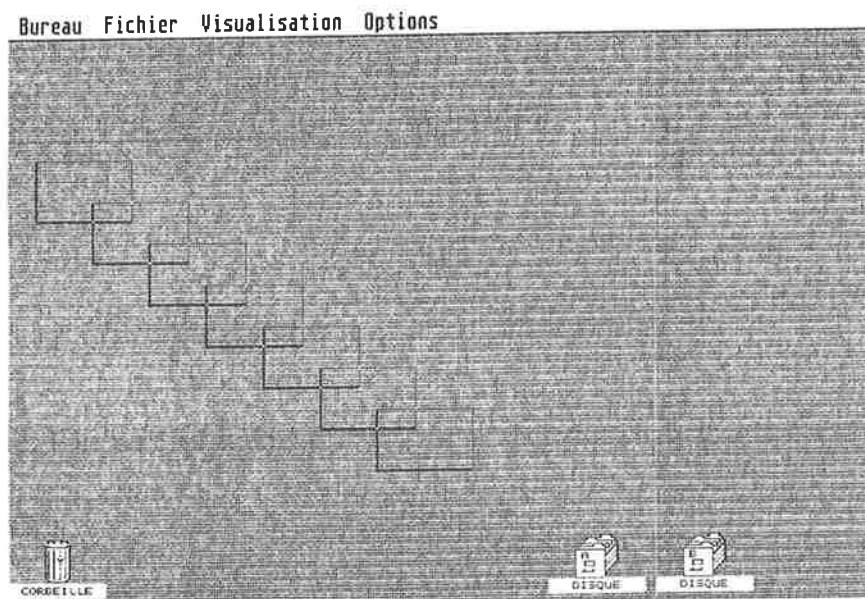 Bureau Fichier Visualisation Options
A
B
CORBEILLE
DISQUE
DISQUE